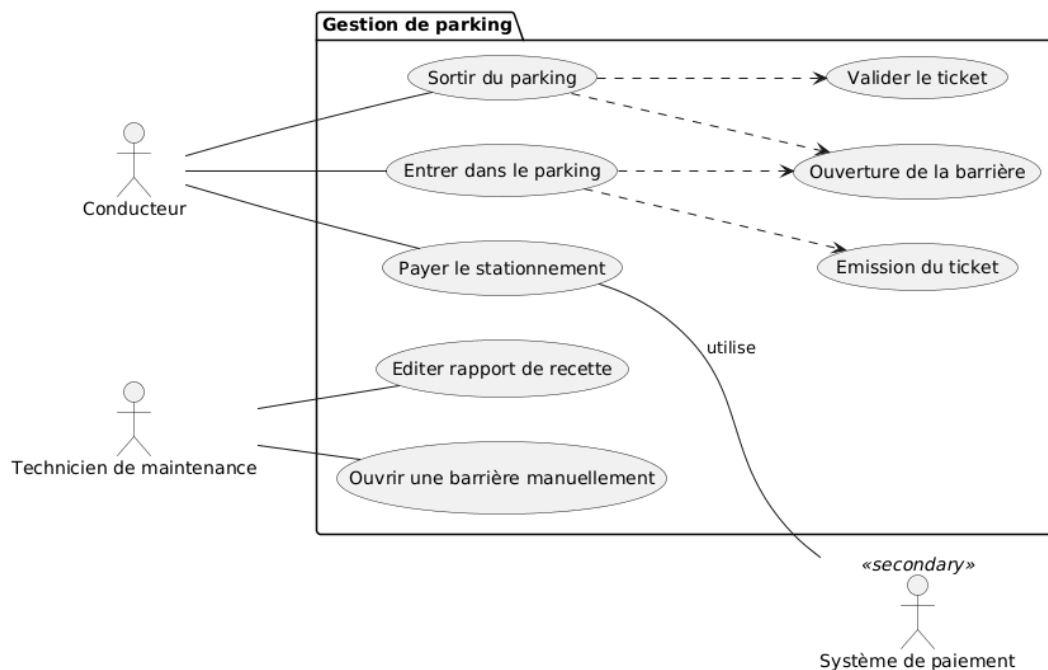 Gestion de parking
Sortir du parking
Valider le ticket
Conducteur
Entrer dans le parking
Ouverture de la barrière
Payer le stationnement
Emission du ticket
utilise
Editer rapport de recette
Technicien de maintenance
Ouvrir une barrière manuellement
«secondary»
Système de paiement